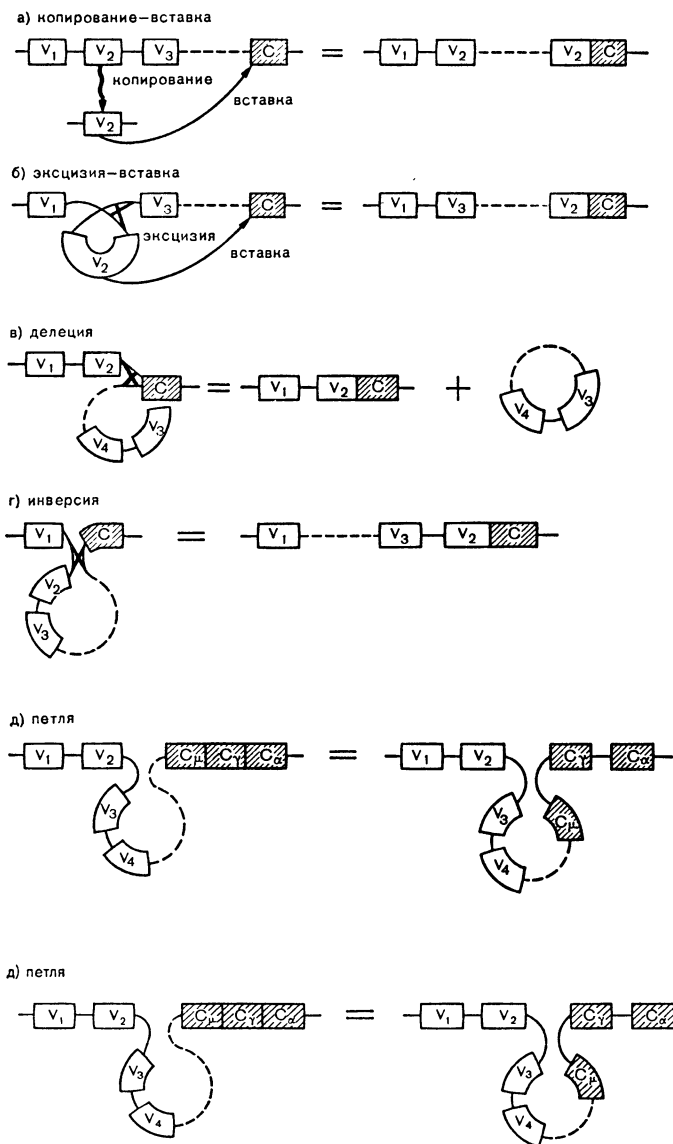 а) копирование–вставка
V₁ V₂ V₃ C = V₁ V₂ V₂ C
копирование
вставка
V₂
б) эксцизия–вставка
V₁ V₃ C = V₁ V₃ V₂ C
эксцизия
V₂
вставка
в) делеция
V₁ V₂ C = V₁ V₂ C + V₄ V₃
V₄ V₃
г) инверсия
V₁ C = V₁ V₃ V₂ C
V₂
V₃
д) петля
V₁ V₂ Cμ Cγ Cα = V₁ V₂ Cγ Cα
V₃ V₃ Cμ
V₄ V₄
д) петля
V₁ V₂ Cμ Cγ Cα = V₁ V₂ Cγ Cα
V₃ V₃ Cμ
V₄ V₄